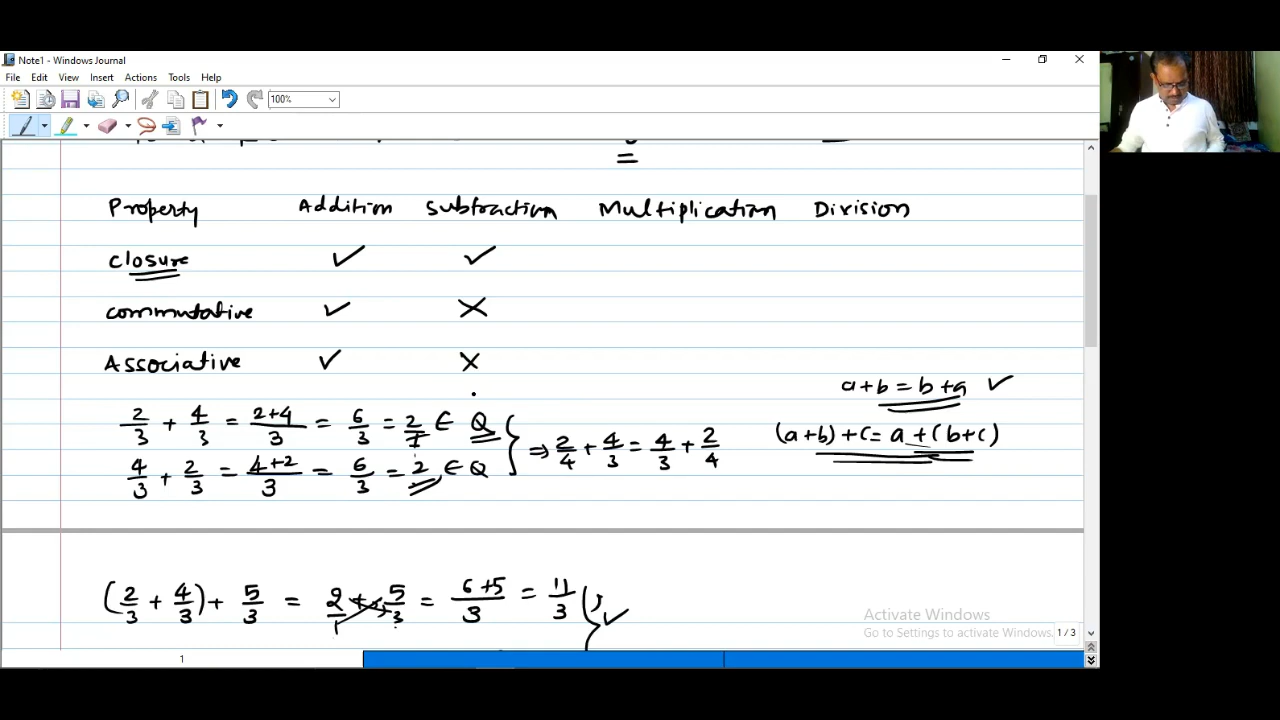 Note1 - Windows Journal
File Edit View Insert Actions Tools Help
100%
Property Addition Subtraction Multiplication Division
closure ✓ ✓
commutative ✓ ×
Associative ✓ ×
a+b = b+a ✓
2/3 + 4/3 = 2+4/3 = 6/3 = 2/1 ∈ Q
(a+b)+c = a+(b+c)
4/3 + 2/3 = 4+2/3 = 6/3 = 2 ∈ Q
⇒ 2/4 + 4/3 = 4/3 + 2/4
(2/3 + 4/3) + 5/3 = 2/1 + 5/3 = 6+5/3 = 11/3 ✓
Activate Windows
Go to Settings to activate Windows.
1/3
1